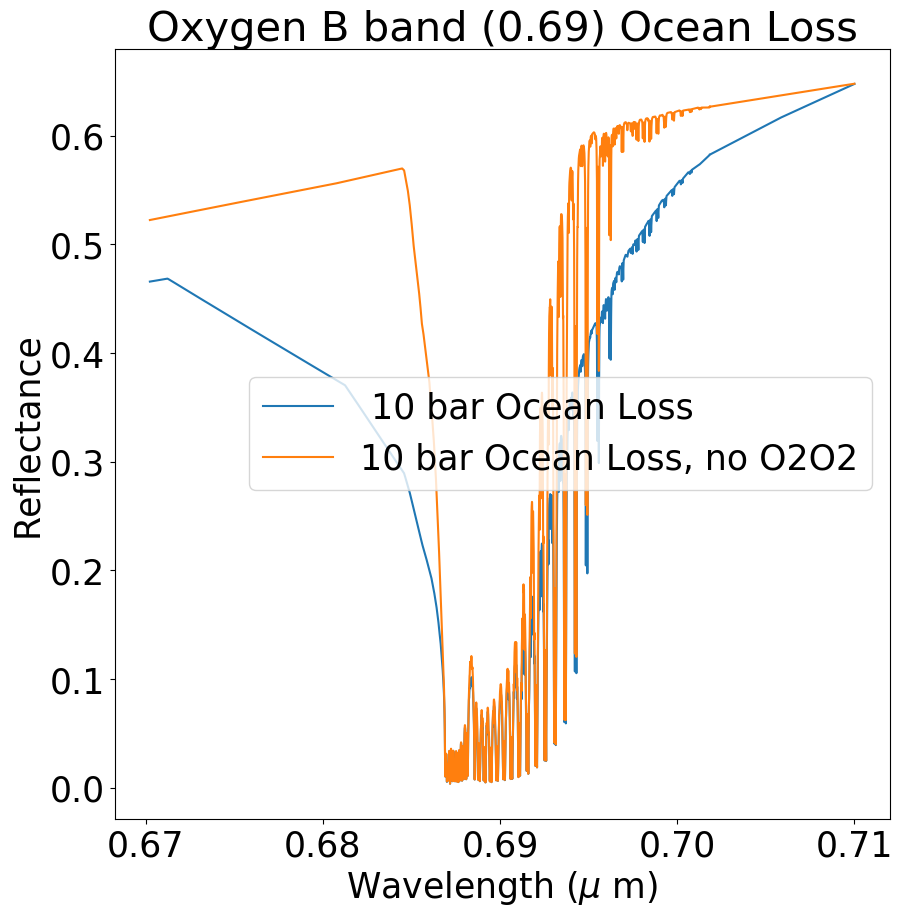 Oxygen B band (0.69) Ocean Loss
0.6
0.5
0.4
0.3
0.2
0.1
0.0
Reflectance
10 bar Ocean Loss
10 bar Ocean Loss, no O2O2
0.67 0.68 0.69 0.70 0.71
Wavelength (μ m)